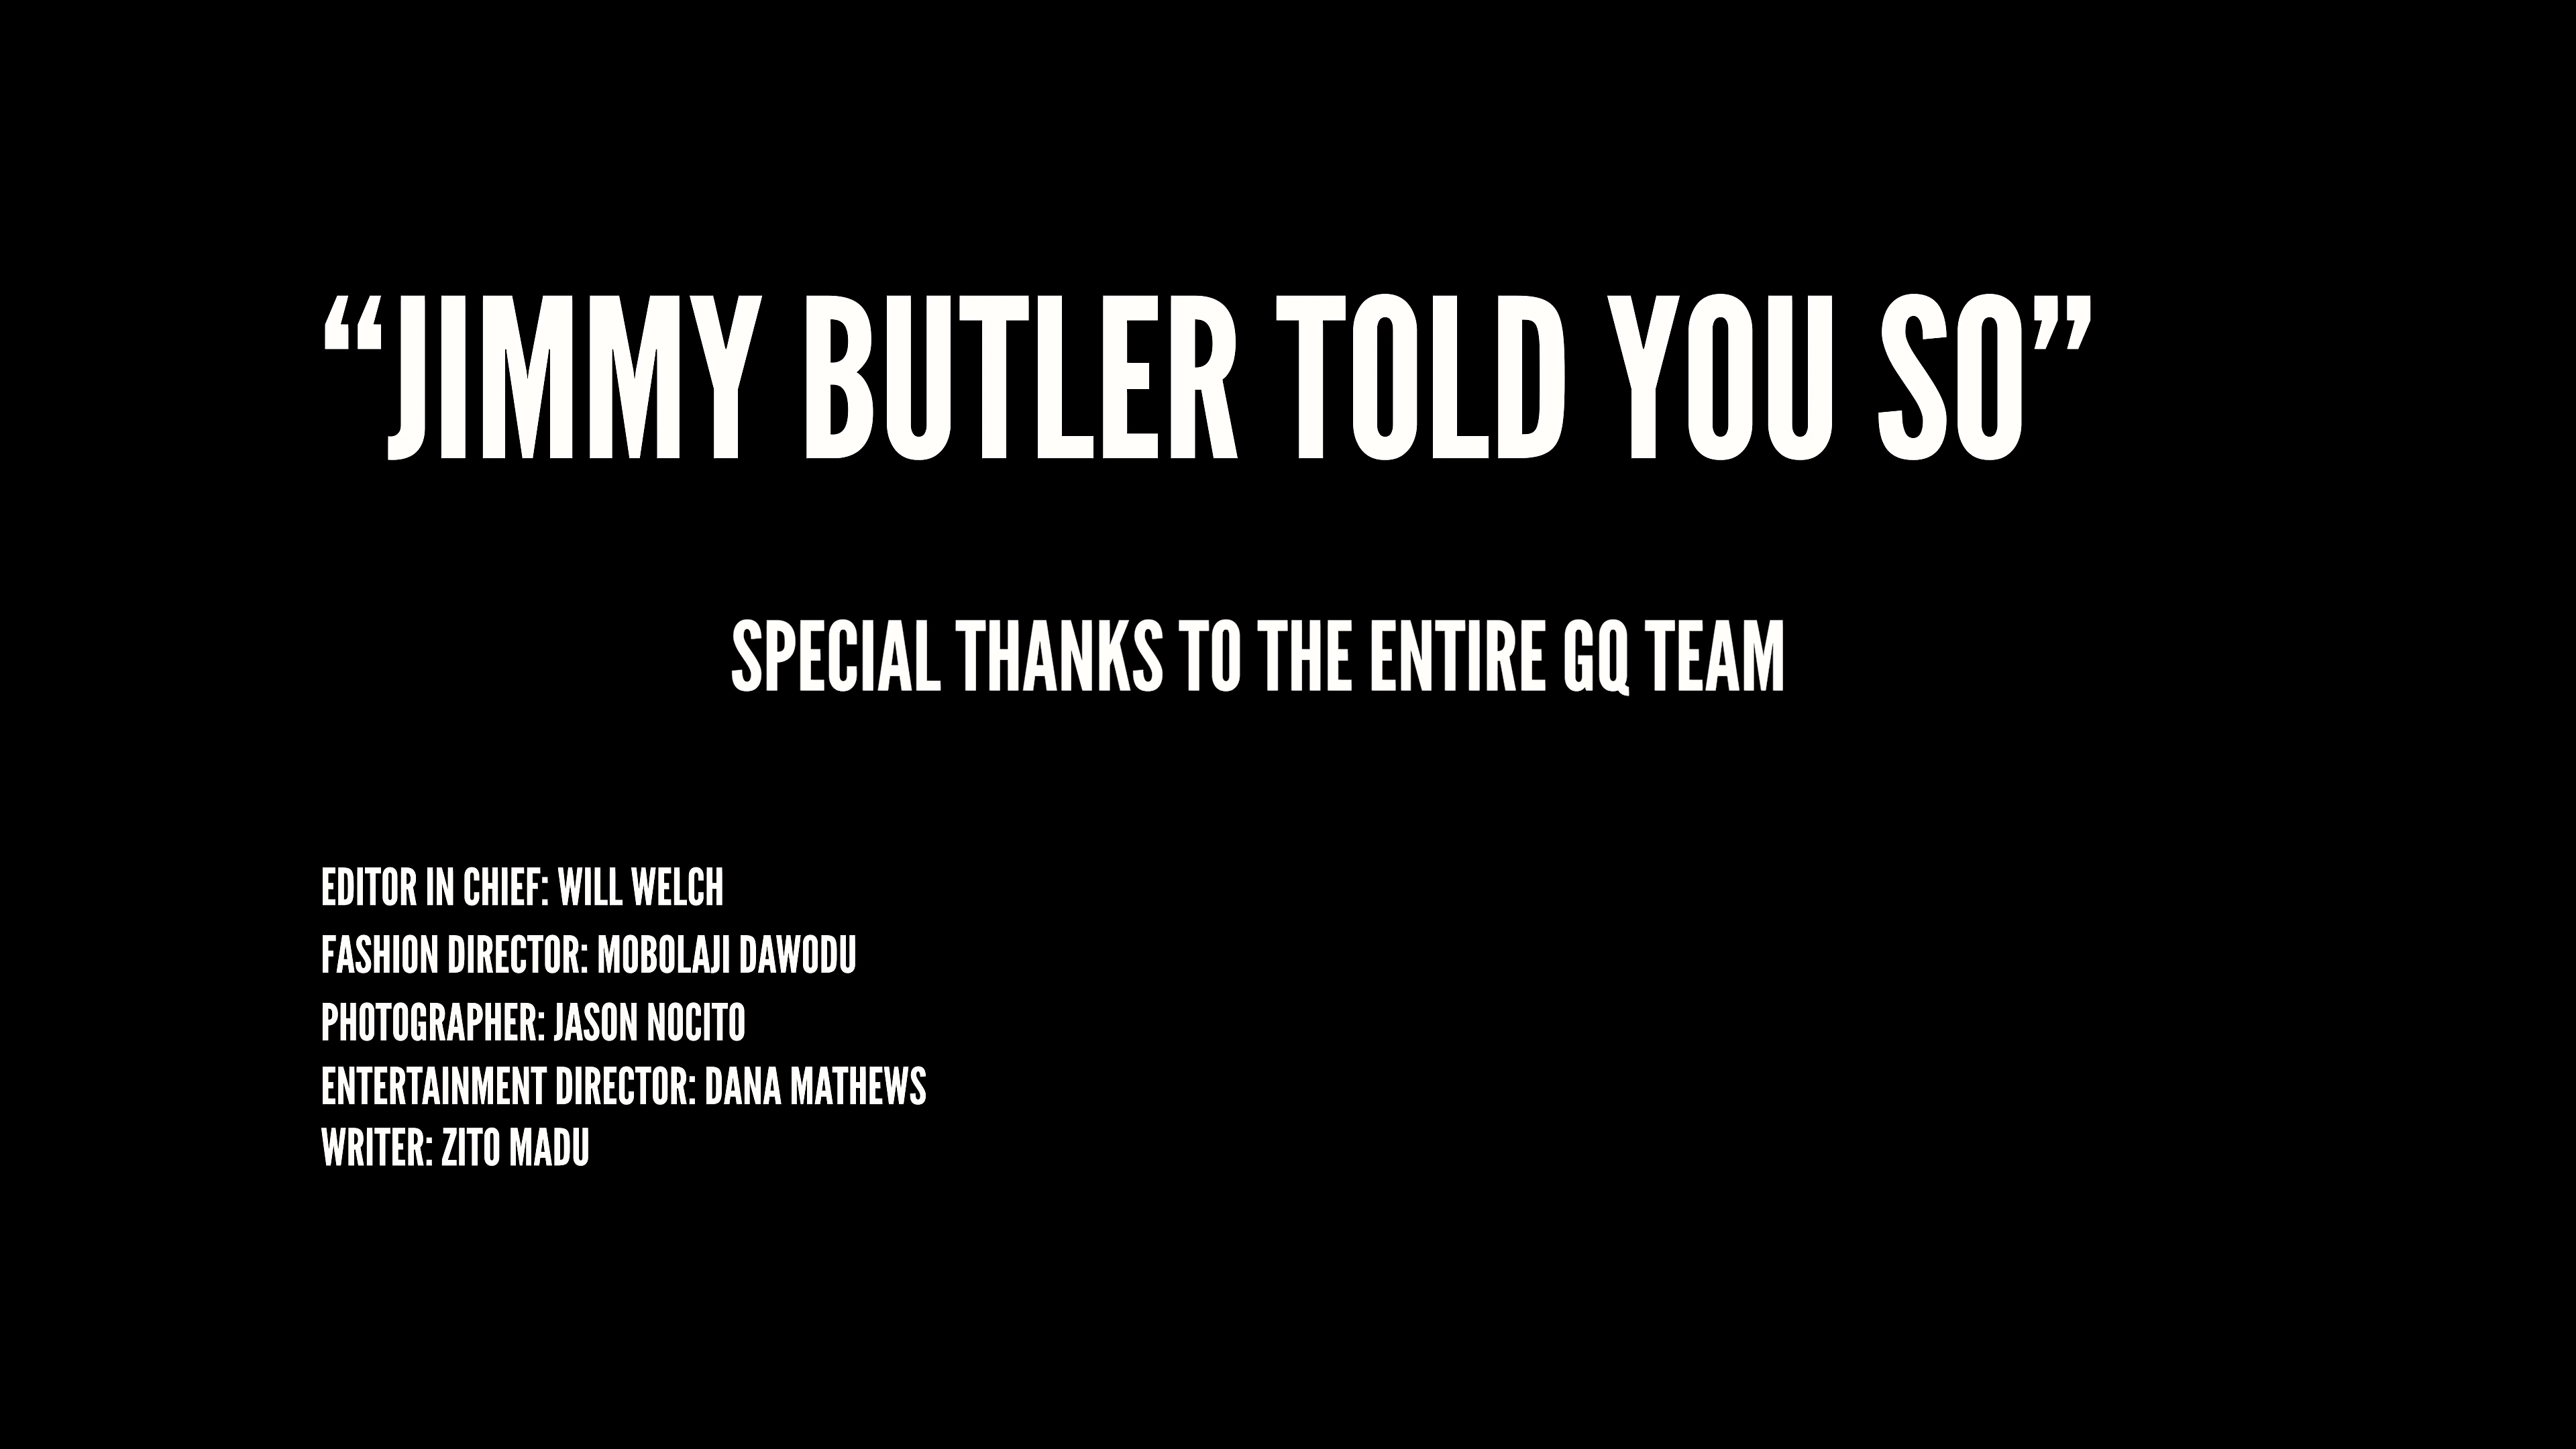 “JIMMY BUTLER TOLD YOU SO”
SPECIAL THANKS TO THE ENTIRE GQ TEAM
EDITOR IN CHIEF: WILL WELCH
FASHION DIRECTOR: MOBOLAJI DAWODU
PHOTOGRAPHER: JASON NOCITO
ENTERTAINMENT DIRECTOR: DANA MATHEWS
WRITER: ZITO MADU